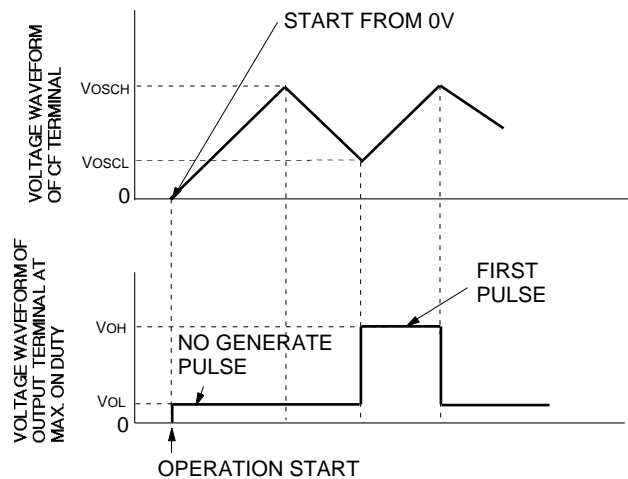 START FROM 0V
VOLTAGE WAVEFORM
OF CF TERMINAL
VOSCH
VOSCL
0
VOLTAGE WAVEFORM OF
OUTPUT TERMINAL AT
MAX. ON DUTY
FIRST
PULSE
VOH
NO GENERATE
PULSE
VOL
0
OPERATION START